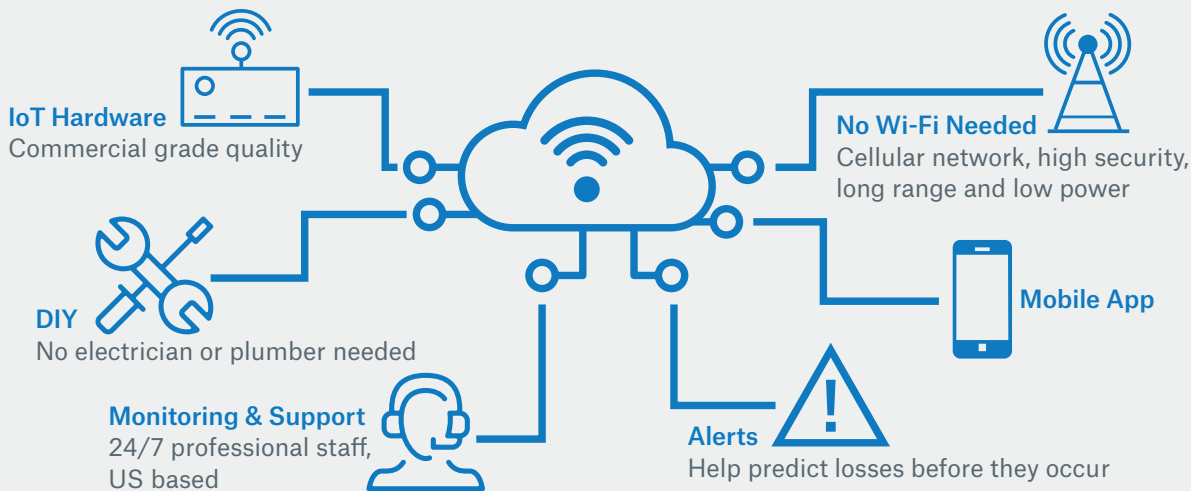 IoT Hardware
Commercial grade quality
No Wi-Fi Needed
Cellular network, high security,
long range and low power
DIY
No electrician or plumber needed
Mobile App
Monitoring & Support
24/7 professional staff,
US based
Alerts
Help predict losses before they occur